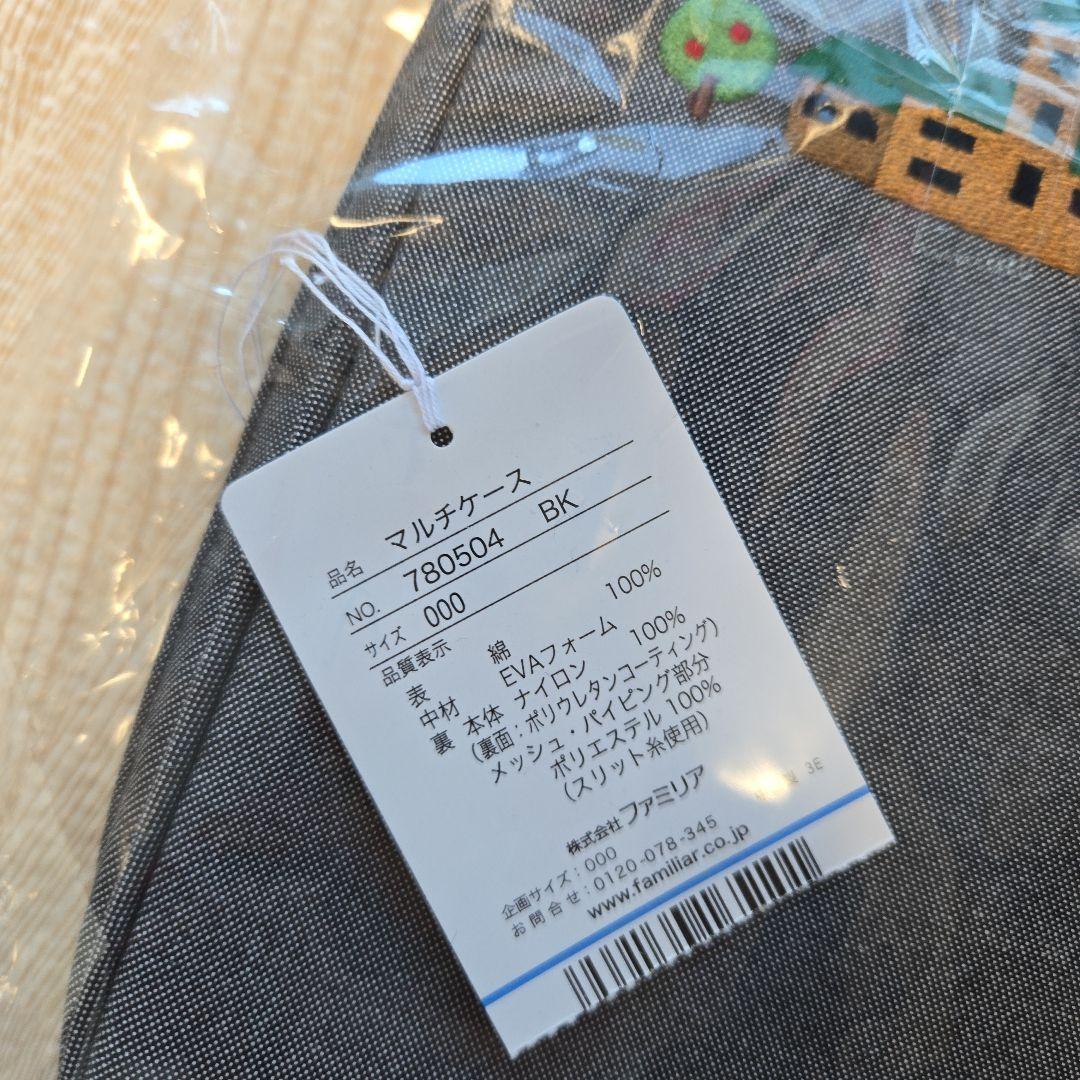 品名 マルチケース
NO. 780504 BK
サイズ 000
品質表示
表 綿 100%
中材 EVAフォーム
裏 本体 ナイロン 100%
(裏面:ポリウレタンコーティング)
メッシュ・パイピング部分
ポリエステル 100%
(スリット糸使用)
株式会社 ファミリア
3E
企画サイズ:000
お問合せ:0120-078-345
www.familiar.co.jp